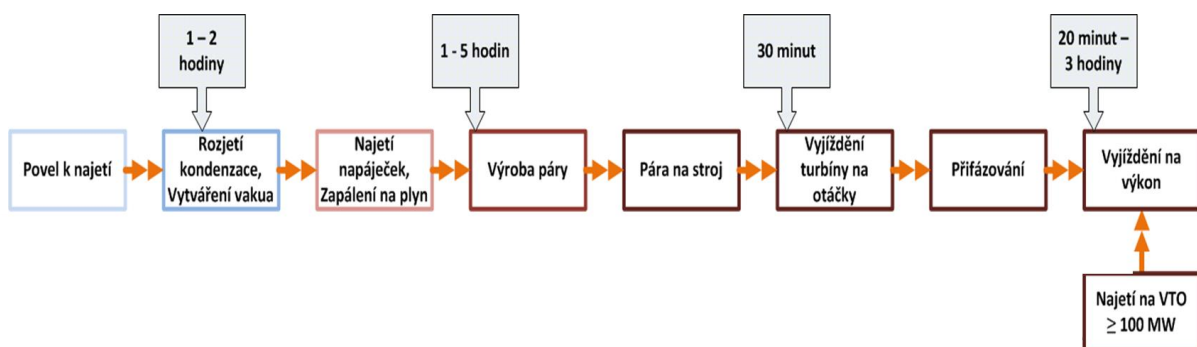 1 – 2
hodiny
1 - 5 hodin
30 minut
20 minut –
3 hodiny
Povel k najetí
Rozjetí
kondenzace,
Vytváření vakua
Najetí
napáječek,
Zapálení na plyn
Výroba páry
Pára na stroj
Vyjíždění
turbíny na
otáčky
Přifázování
Vyjíždění na
výkon
Najetí na VTO
≥ 100 MW